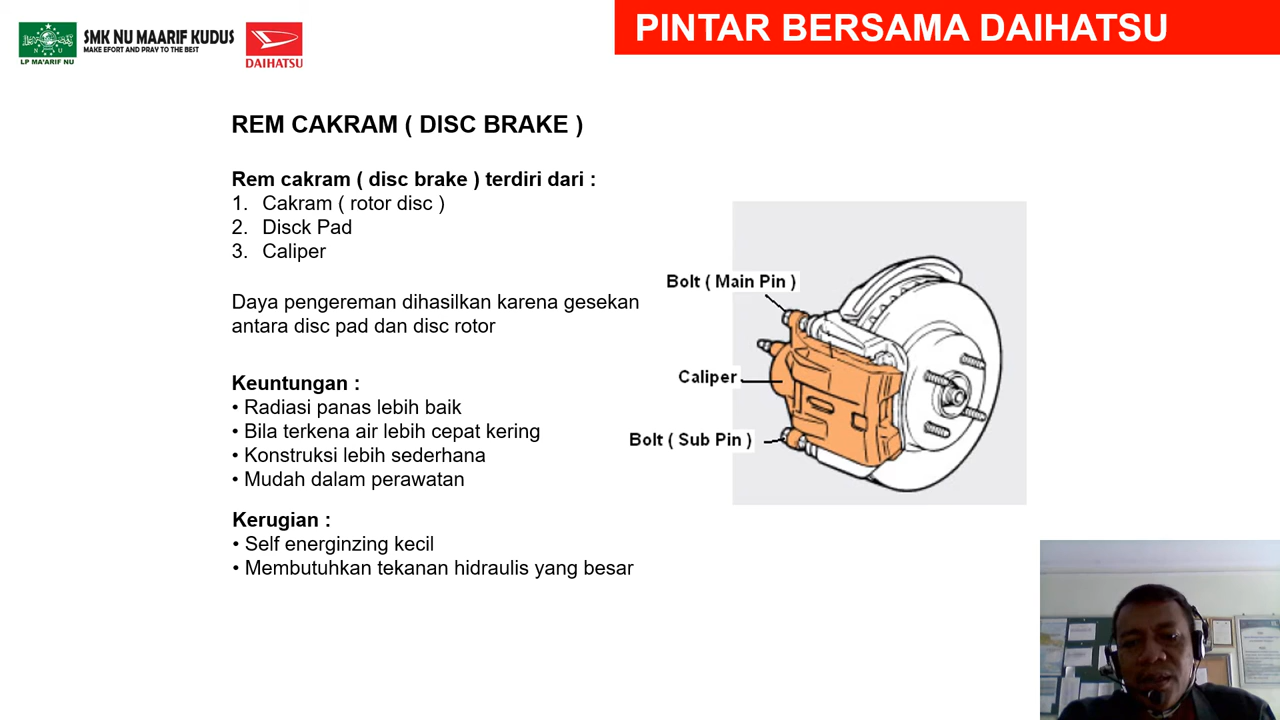 LP MA'ARIF NU
SMK NU MAARIF KUDUS
MAKE EFORT AND PRAY TO THE BEST
DAIHATSU
PINTAR BERSAMA DAIHATSU
REM CAKRAM ( DISC BRAKE )
Rem cakram ( disc brake ) terdiri dari :
1. Cakram ( rotor disc )
2. Disck Pad
3. Caliper
Daya pengereman dihasilkan karena gesekan
antara disc pad dan disc rotor
Keuntungan :
• Radiasi panas lebih baik
• Bila terkena air lebih cepat kering
• Konstruksi lebih sederhana
• Mudah dalam perawatan
Kerugian :
• Self energinzing kecil
• Membutuhkan tekanan hidraulis yang besar
Bolt ( Main Pin )
Caliper
Bolt ( Sub Pin )